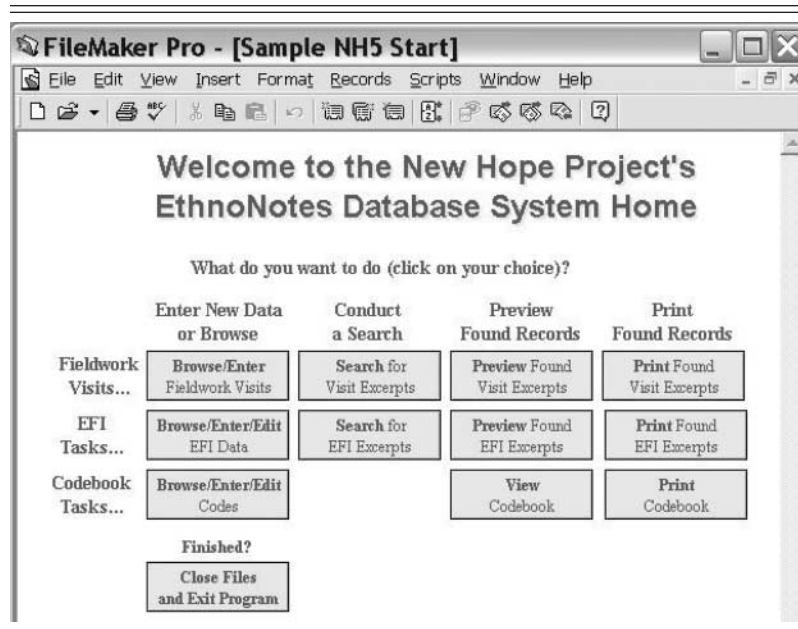 FileMaker Pro - [Sample NH5 Start]
File Edit View Insert Format Records Scripts Window Help
Welcome to the New Hope Project's
EthnoNotes Database System Home
What do you want to do (click on your choice)?
Enter New Data Conduct Preview Print
or Browse a Search Found Records Found Records
Fieldwork Browse/Enter Search for Preview Found Print Found
Visits... Fieldwork Visits Visit Excerpts Visit Excerpts Visit Excerpts
EFI Browse/Enter/Edit Search for Preview Found Print Found
Tasks... EFI Data EFI Excerpts EFI Excerpts EFI Excerpts
Codebook Browse/Enter/Edit View Print
Tasks... Codes Codebook Codebook
Finished?
Close Files
and Exit Program